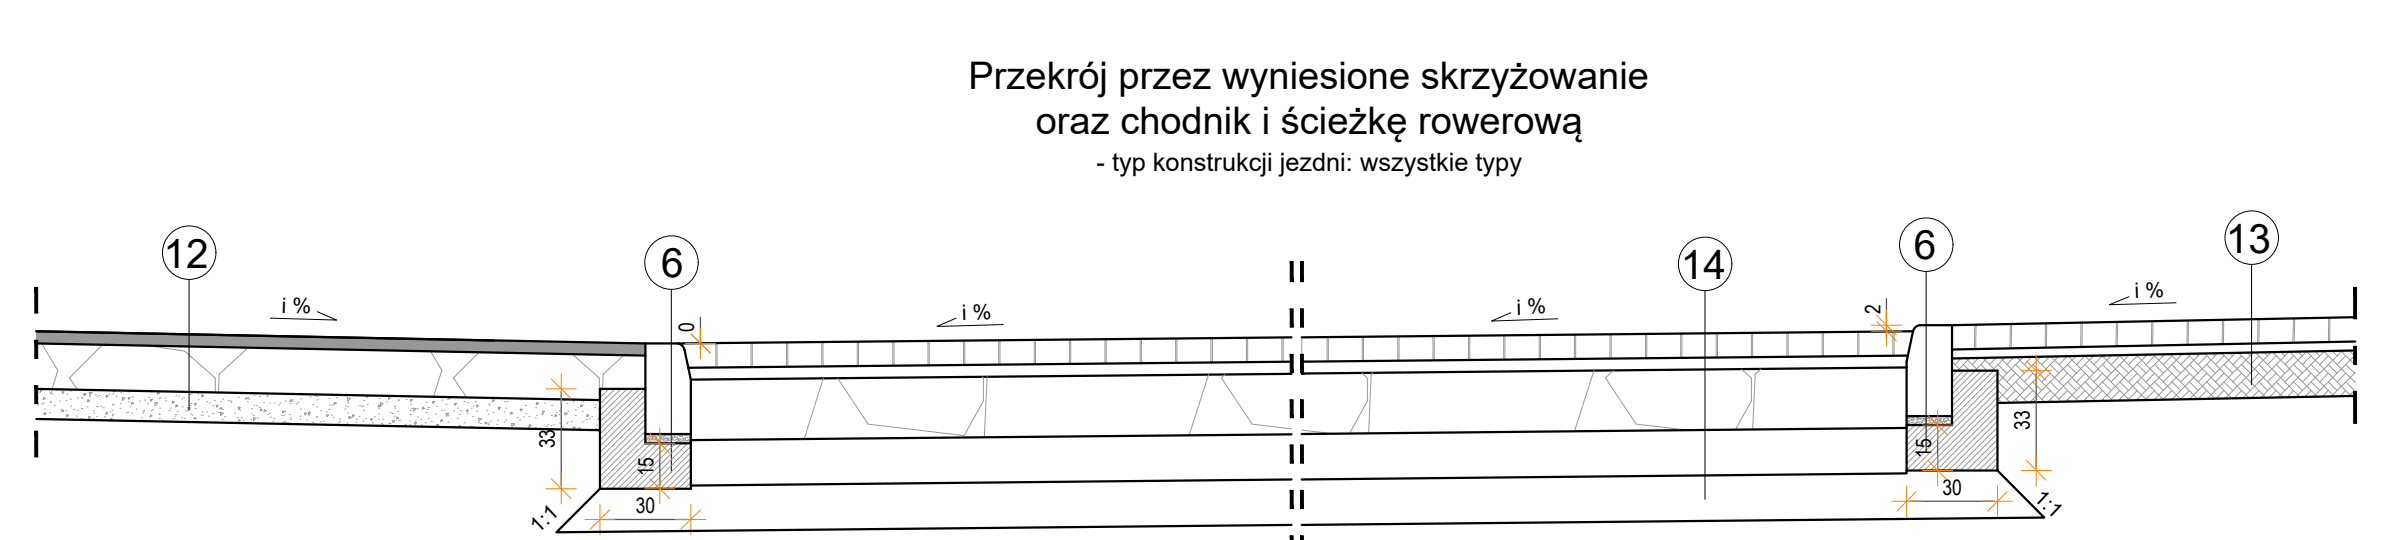 Przekrój przez wyniesione skrzyżowanie
oraz chodnik i ścieżkę rowerową
- typ konstrukcji jezdni: wszystkie typy
12
6
14
6
13
i %
i %
i %
i %
0
2
33
15
30
1:1
33
15
30
1:1